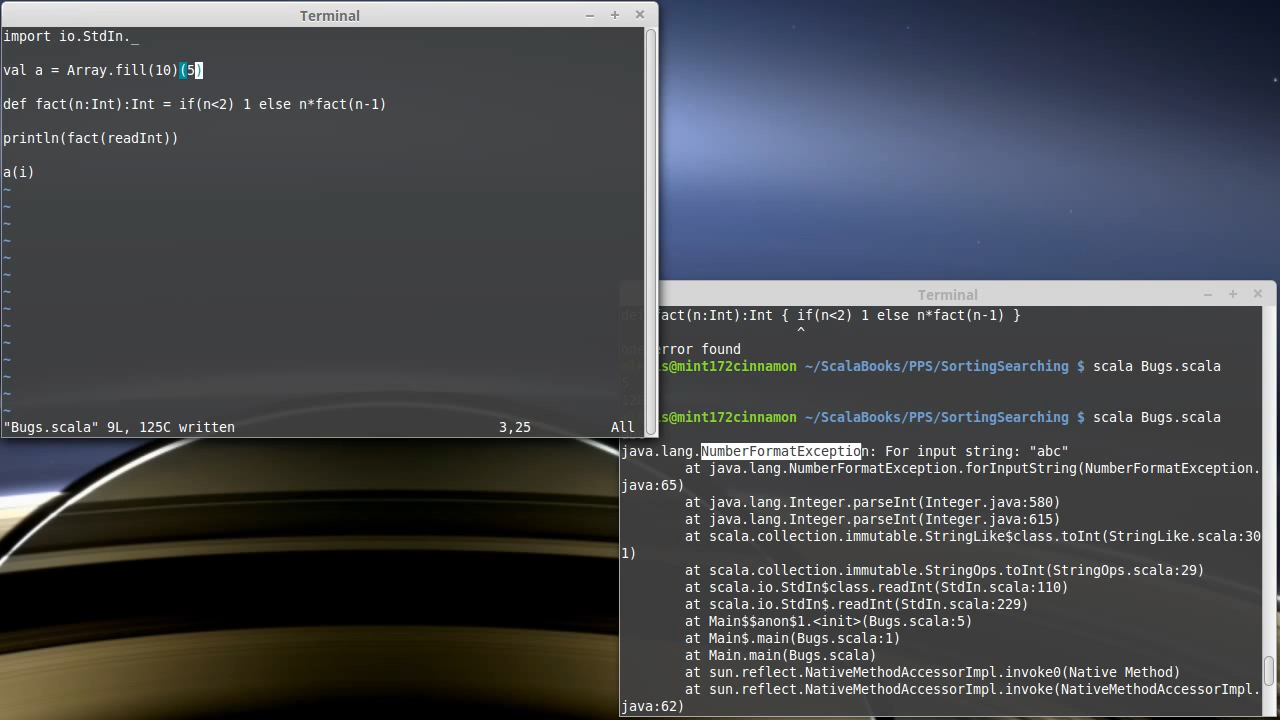 Terminal
import io.StdIn._
val a = Array.fill(10)(5)
def fact(n:Int):Int = if(n<2) 1 else n*fact(n-1)
println(fact(readInt))
a(i)
~
~
~
~
~
~
~
~
~
~
~
~
~
~
"Bugs.scala" 9L, 125C written 3,25 All
Terminal
def fact(n:Int):Int { if(n<2) 1 else n*fact(n-1) }
^
one error found
s@mint172cinnamon ~/ScalaBooks/PPS/SortingSearching $ scala Bugs.scala
5
120
s@mint172cinnamon ~/ScalaBooks/PPS/SortingSearching $ scala Bugs.scala
java.lang.NumberFormatException: For input string: "abc"
at java.lang.NumberFormatException.forInputString(NumberFormatException.
java:65)
at java.lang.Integer.parseInt(Integer.java:580)
at java.lang.Integer.parseInt(Integer.java:615)
at scala.collection.immutable.StringLike$class.toInt(StringLike.scala:30
1)
at scala.collection.immutable.StringOps.toInt(StringOps.scala:29)
at scala.io.StdIn$class.readInt(StdIn.scala:110)
at scala.io.StdIn$.readInt(StdIn.scala:229)
at Main$$anon$1.<init>(Bugs.scala:5)
at Main$.main(Bugs.scala:1)
at Main.main(Bugs.scala)
at sun.reflect.NativeMethodAccessorImpl.invoke0(Native Method)
at sun.reflect.NativeMethodAccessorImpl.invoke(NativeMethodAccessorImpl.
java:62)